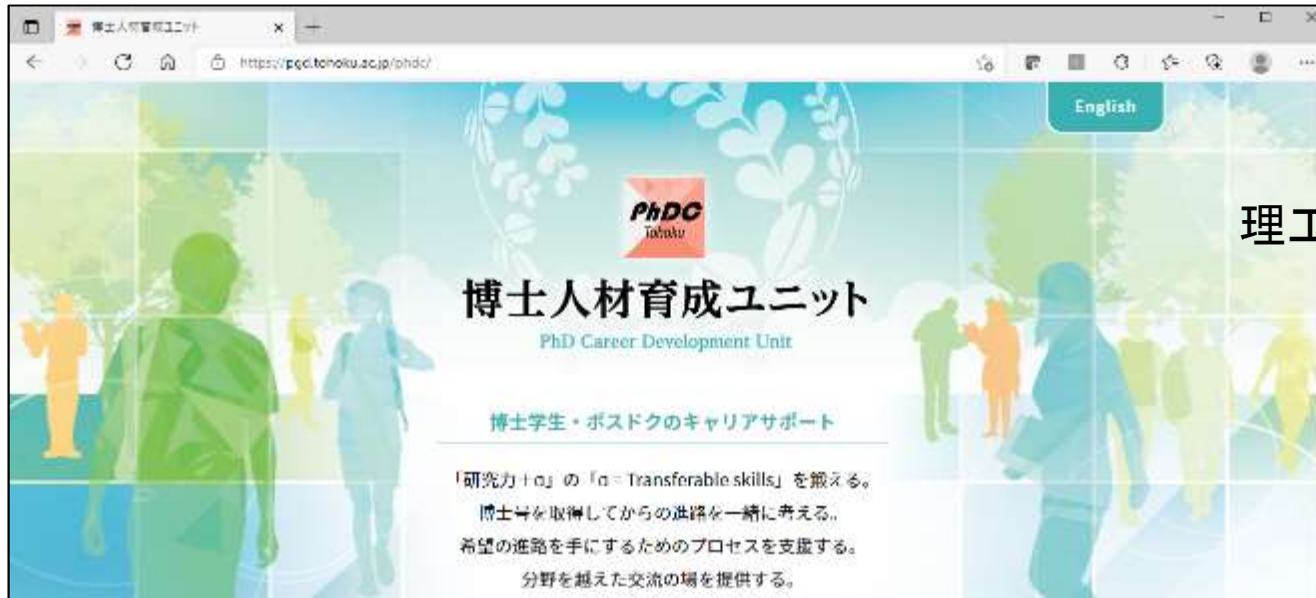 博士人材育成ユニット
https://pgd.tohoku.ac.jp/phdc/
English
PhDC
Tohoku
理工
博士人材育成ユニット
PhD Career Development Unit
博士学生・ポスドクのキャリアサポート
「研究力+α」の「α = Transferable skills」を鍛える。
博士号を取得してからの進路を一緒に考える。
希望の進路を手にするためのプロセスを支援する。
分野を越えた交流の場を提供する。